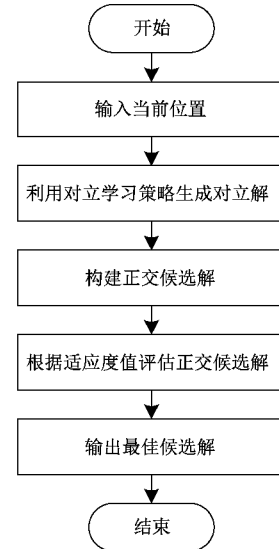 开始
输入当前位置
利用对立学习策略生成对立解
构建正交候选解
根据适应度值评估正交候选解
输出最佳候选解
结束